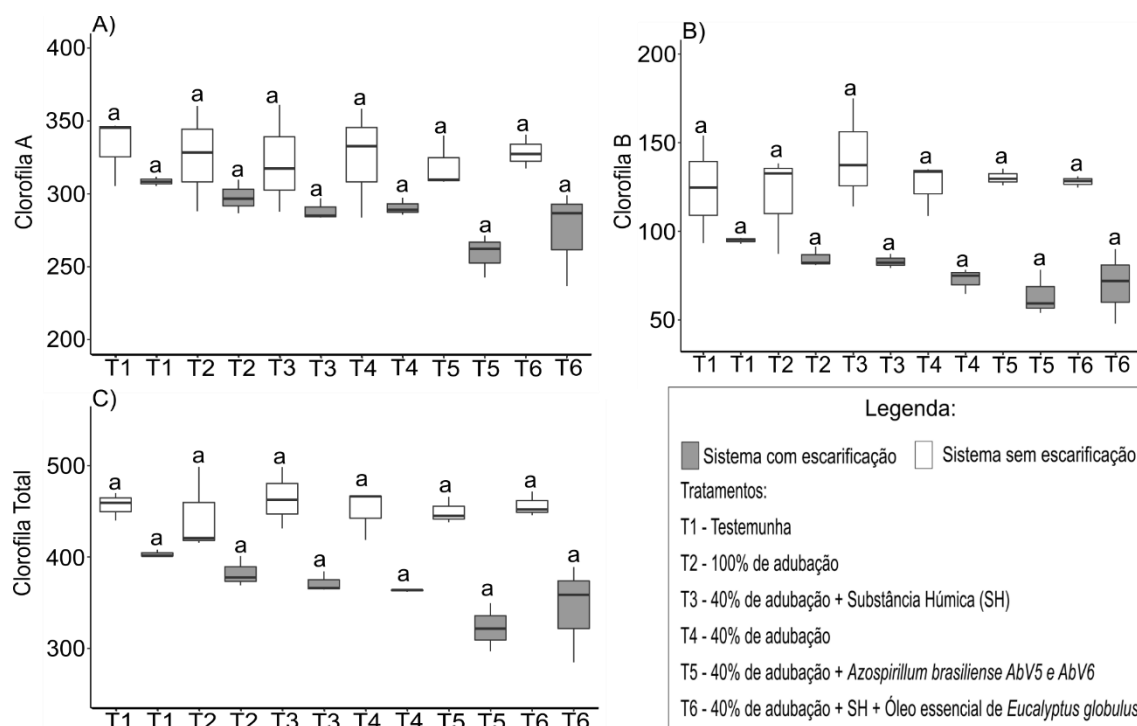 A)
Clorofila A
400
350
300
250
200
a a a a a a a a a a a a
T1 T1 T2 T2 T3 T3 T4 T4 T5 T5 T6 T6
B)
Clorofila B
200
150
100
50
a a a a a a a a a a a a
T1 T1 T2 T2 T3 T3 T4 T4 T5 T5 T6 T6
C)
Clorofila Total
500
400
300
a a a a a a a a a a a a
T1 T1 T2 T2 T3 T3 T4 T4 T5 T5 T6 T6
Legenda:
Sistema com escarificação Sistema sem escarificação
Tratamentos:
T1 - Testemunha
T2 - 100% de adubação
T3 - 40% de adubação + Substância Húmica (SH)
T4 - 40% de adubação
T5 - 40% de adubação + Azospirillum brasiliense AbV5 e AbV6
T6 - 40% de adubação + SH + Óleo essencial de Eucalyptus globulus